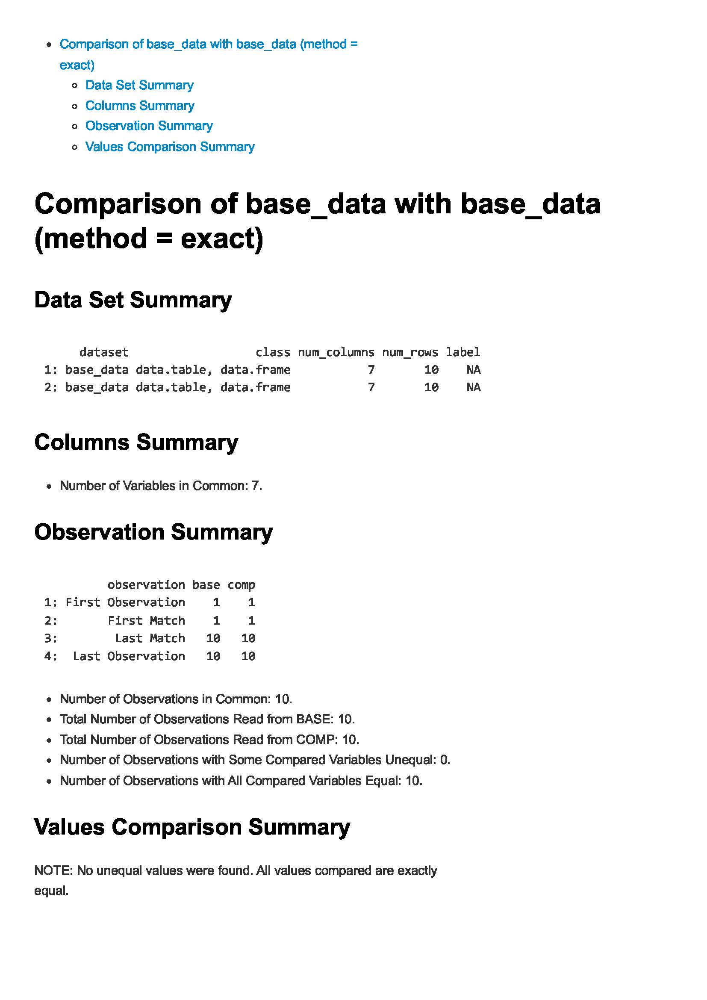 Comparison of base_data with base_data (method =
exact)
Data Set Summary
Columns Summary
Observation Summary
Values Comparison Summary
Comparison of base_data with base_data
(method = exact)
Data Set Summary
dataset class num_columns num_rows label
1: base_data data.table, data.frame 7 10 NA
2: base_data data.table, data.frame 7 10 NA
Columns Summary
Number of Variables in Common: 7.
Observation Summary
observation base comp
1: First Observation 1 1
2: First Match 1 1
3: Last Match 10 10
4: Last Observation 10 10
Number of Observations in Common: 10.
Total Number of Observations Read from BASE: 10.
Total Number of Observations Read from COMP: 10.
Number of Observations with Some Compared Variables Unequal: 0.
Number of Observations with All Compared Variables Equal: 10.
Values Comparison Summary
NOTE: No unequal values were found. All values compared are exactly
equal.